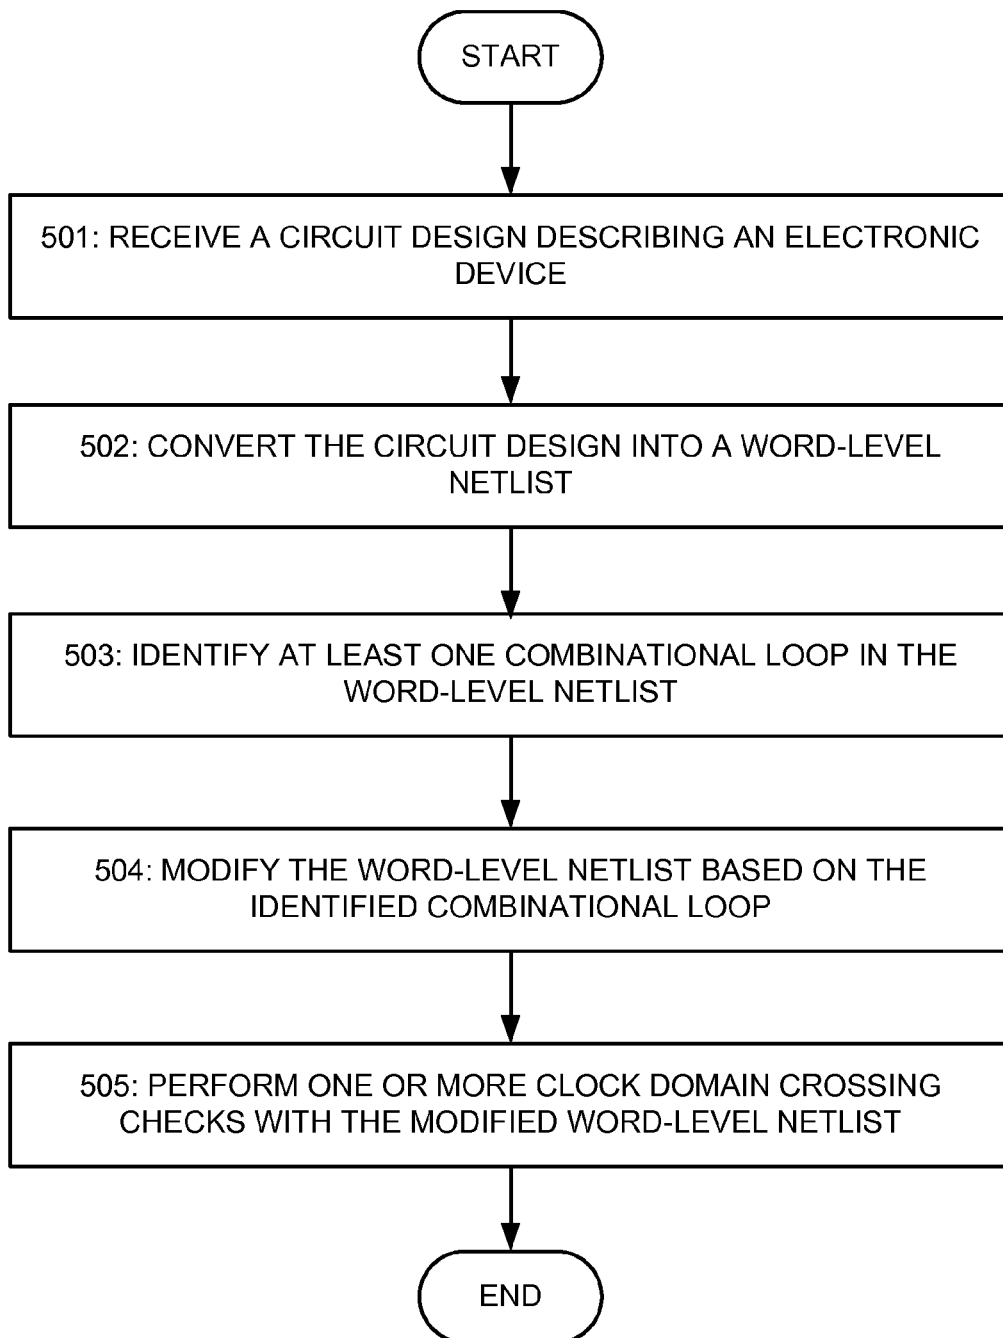 START
501: RECEIVE A CIRCUIT DESIGN DESCRIBING AN ELECTRONIC
DEVICE
502: CONVERT THE CIRCUIT DESIGN INTO A WORD-LEVEL
NETLIST
503: IDENTIFY AT LEAST ONE COMBINATIONAL LOOP IN THE
WORD-LEVEL NETLIST
504: MODIFY THE WORD-LEVEL NETLIST BASED ON THE
IDENTIFIED COMBINATIONAL LOOP
505: PERFORM ONE OR MORE CLOCK DOMAIN CROSSING
CHECKS WITH THE MODIFIED WORD-LEVEL NETLIST
END